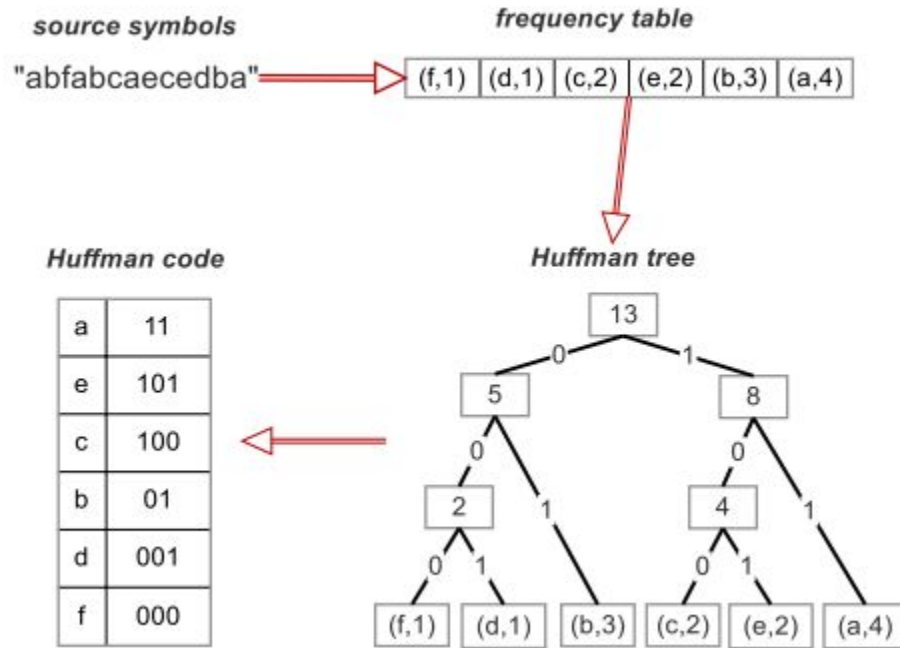 source symbols
frequency table
"abfabcaecedba"
(f,1) (d,1) (c,2) (e,2) (b,3) (a,4)
Huffman code
Huffman tree
a 11
e 101
c 100
b 01
d 001
f 000
13
0 1
5 8
0 1 0 1
2 4
0 1 0 1
(f,1) (d,1) (b,3) (c,2) (e,2) (a,4)